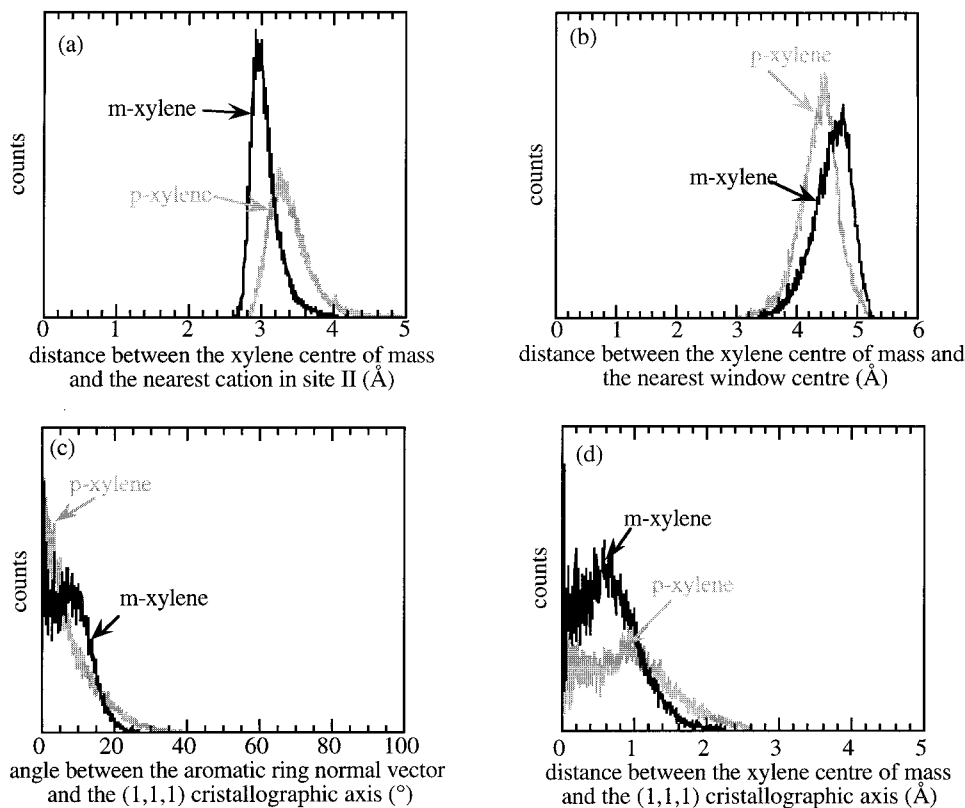 (a)
m-xylene
p-xylene
counts
0 1 2 3 4 5
distance between the xylene centre of mass
and the nearest cation in site II (Å)
(b)
p-xylene
m-xylene
counts
0 1 2 3 4 5 6
distance between the xylene centre of mass and
the nearest window centre (Å)
(c)
p-xylene
m-xylene
counts
0 20 40 60 80 100
angle between the aromatic ring normal vector
and the (1,1,1) cristallographic axis (°)
(d)
m-xylene
p-xylene
counts
0 1 2 3 4 5
distance between the xylene centre of mass
and the (1,1,1) cristallographic axis (Å)